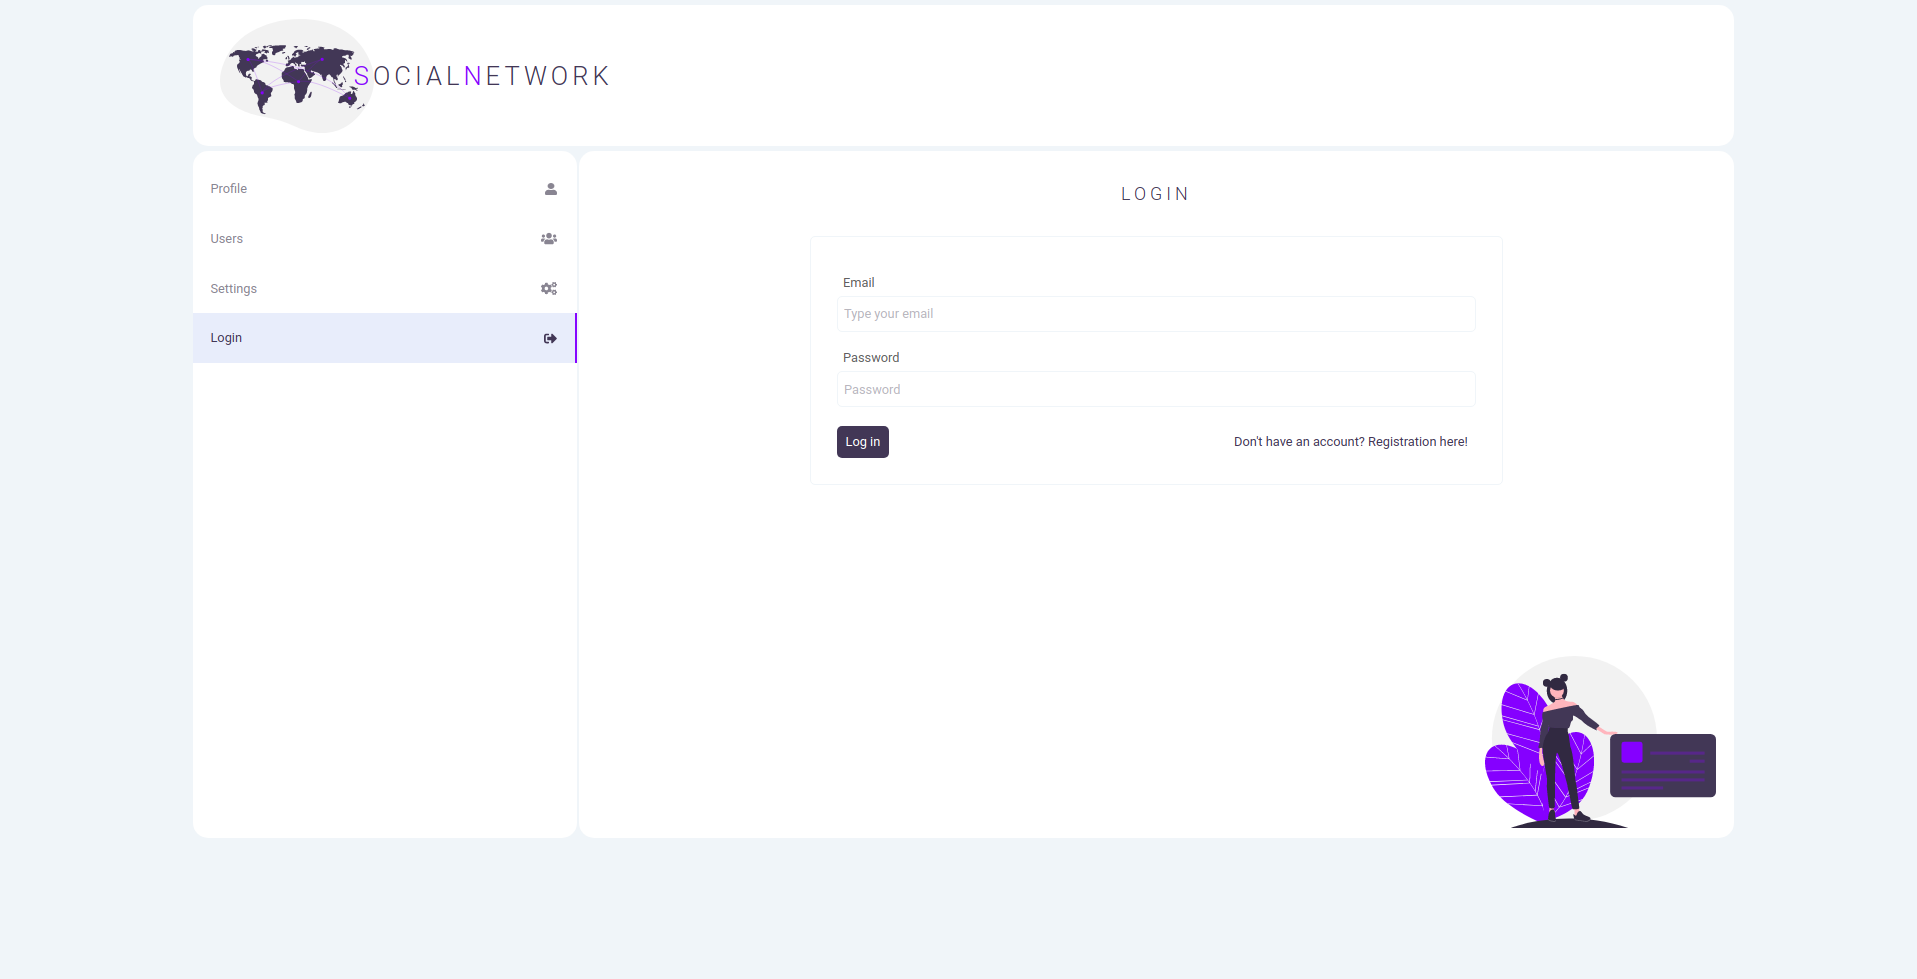 SOCIALNETWORK
Profile
Users
Settings
Login
LOGIN
Email
Type your email
Password
Password
Log in
Don't have an account? Registration here!